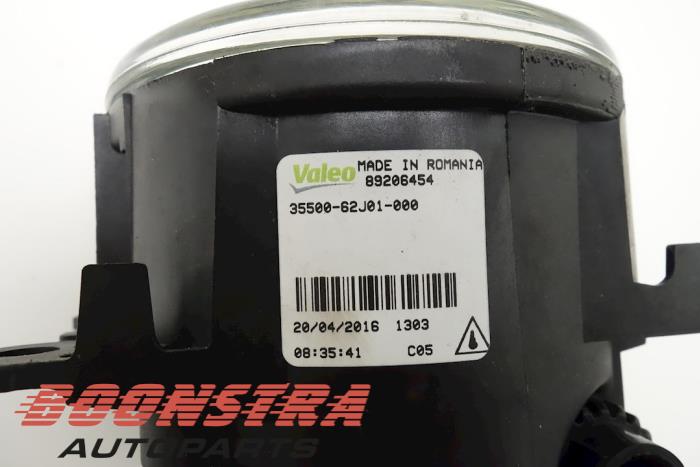 Valeo MADE IN ROMANIA
89206454
35500-62J01-000
20/04/2016 1303
08:35:41 C05
BOONSTRA
AUTOPARTS